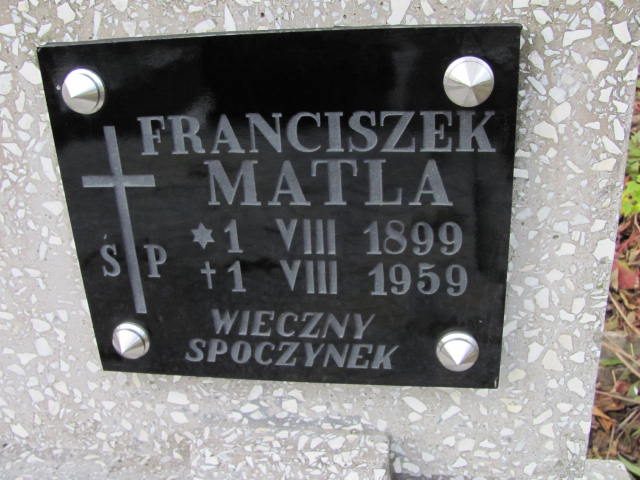 FRANCISZEK
MATLA
* 1 VIII 1899
Ś P
† 1 VIII 1959
WIECZNY
SPOCZYNEK